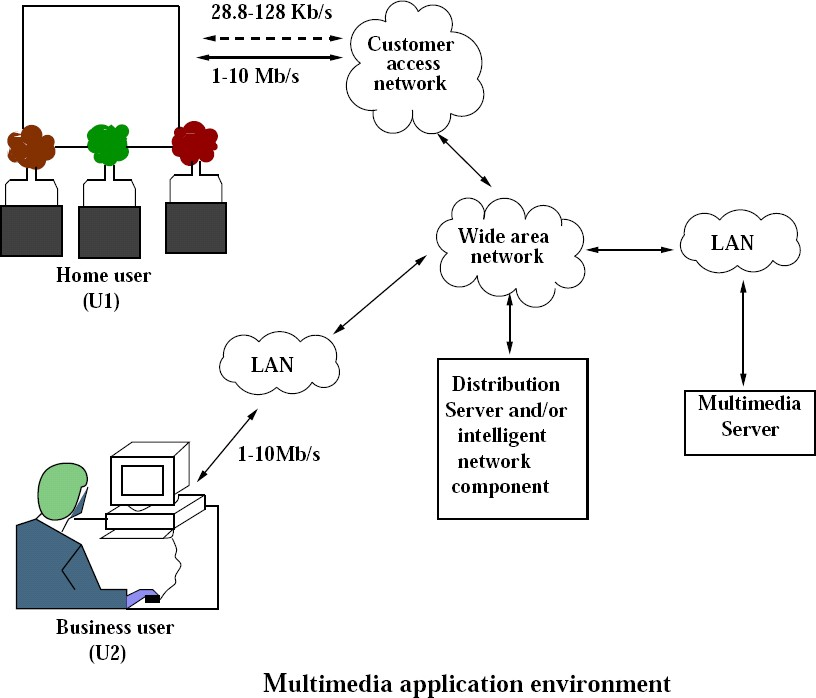 28.8-128 Kb/s
1-10 Mb/s
Customer
access
network
Home user
(U1)
Wide area
network
LAN
LAN
Distribution
Server and/or
intelligent
network
component
Multimedia
Server
1-10Mb/s
Business user
(U2)
Multimedia application environment